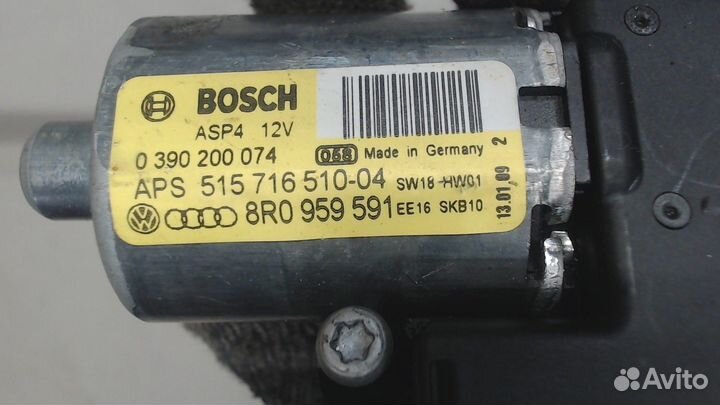 BOSCH
ASP4 12V
0 390 200 074 068 Made in Germany
APS 515 716 510-04 SW18 HW01
8R0 959 591 EE16 SKB10
13.01.09 2
Avito